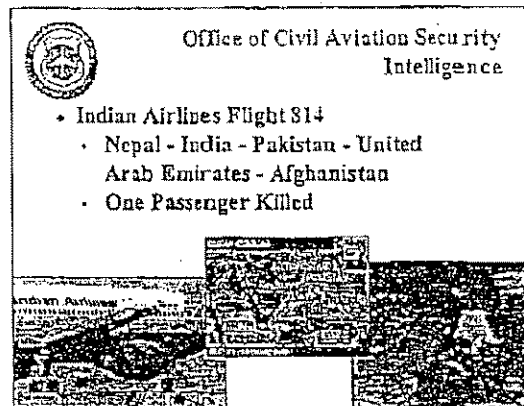 Office of Civil Aviation Security
Intelligence
• Indian Airlines Flight 814
• Nepal - India - Pakistan - United
Arab Emirates - Afghanistan
• One Passenger Killed